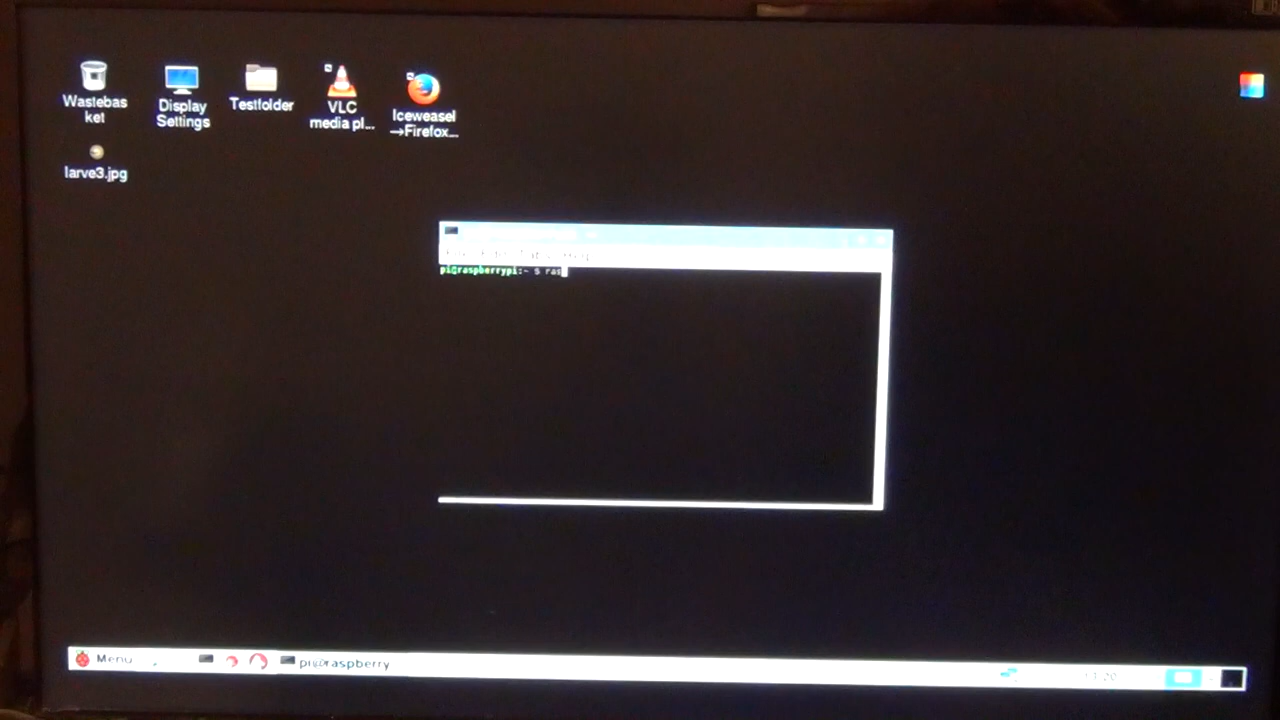 Wastebas
ket
Display
Settings
Testfolder
VLC
media pl...
Iceweasel
→Firefox...
larve3.jpg
pi@raspberrypi:~ $ ras
Menu
pi@raspberry